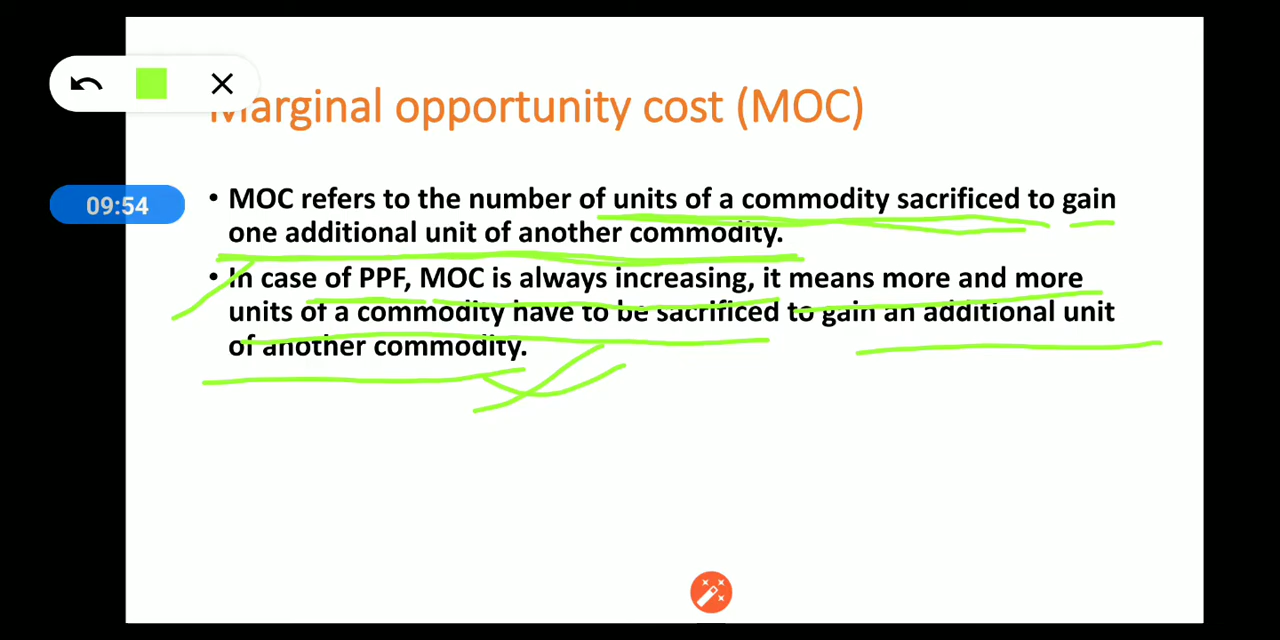 Marginal opportunity cost (MOC)
09:54
• MOC refers to the number of units of a commodity sacrificed to gain
one additional unit of another commodity.
• In case of PPF, MOC is always increasing, it means more and more
units of a commodity have to be sacrificed to gain an additional unit
of another commodity.